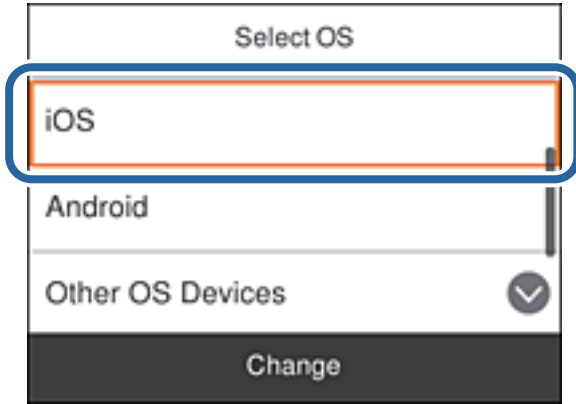 Select OS
iOS
Android
Other OS Devices
Change